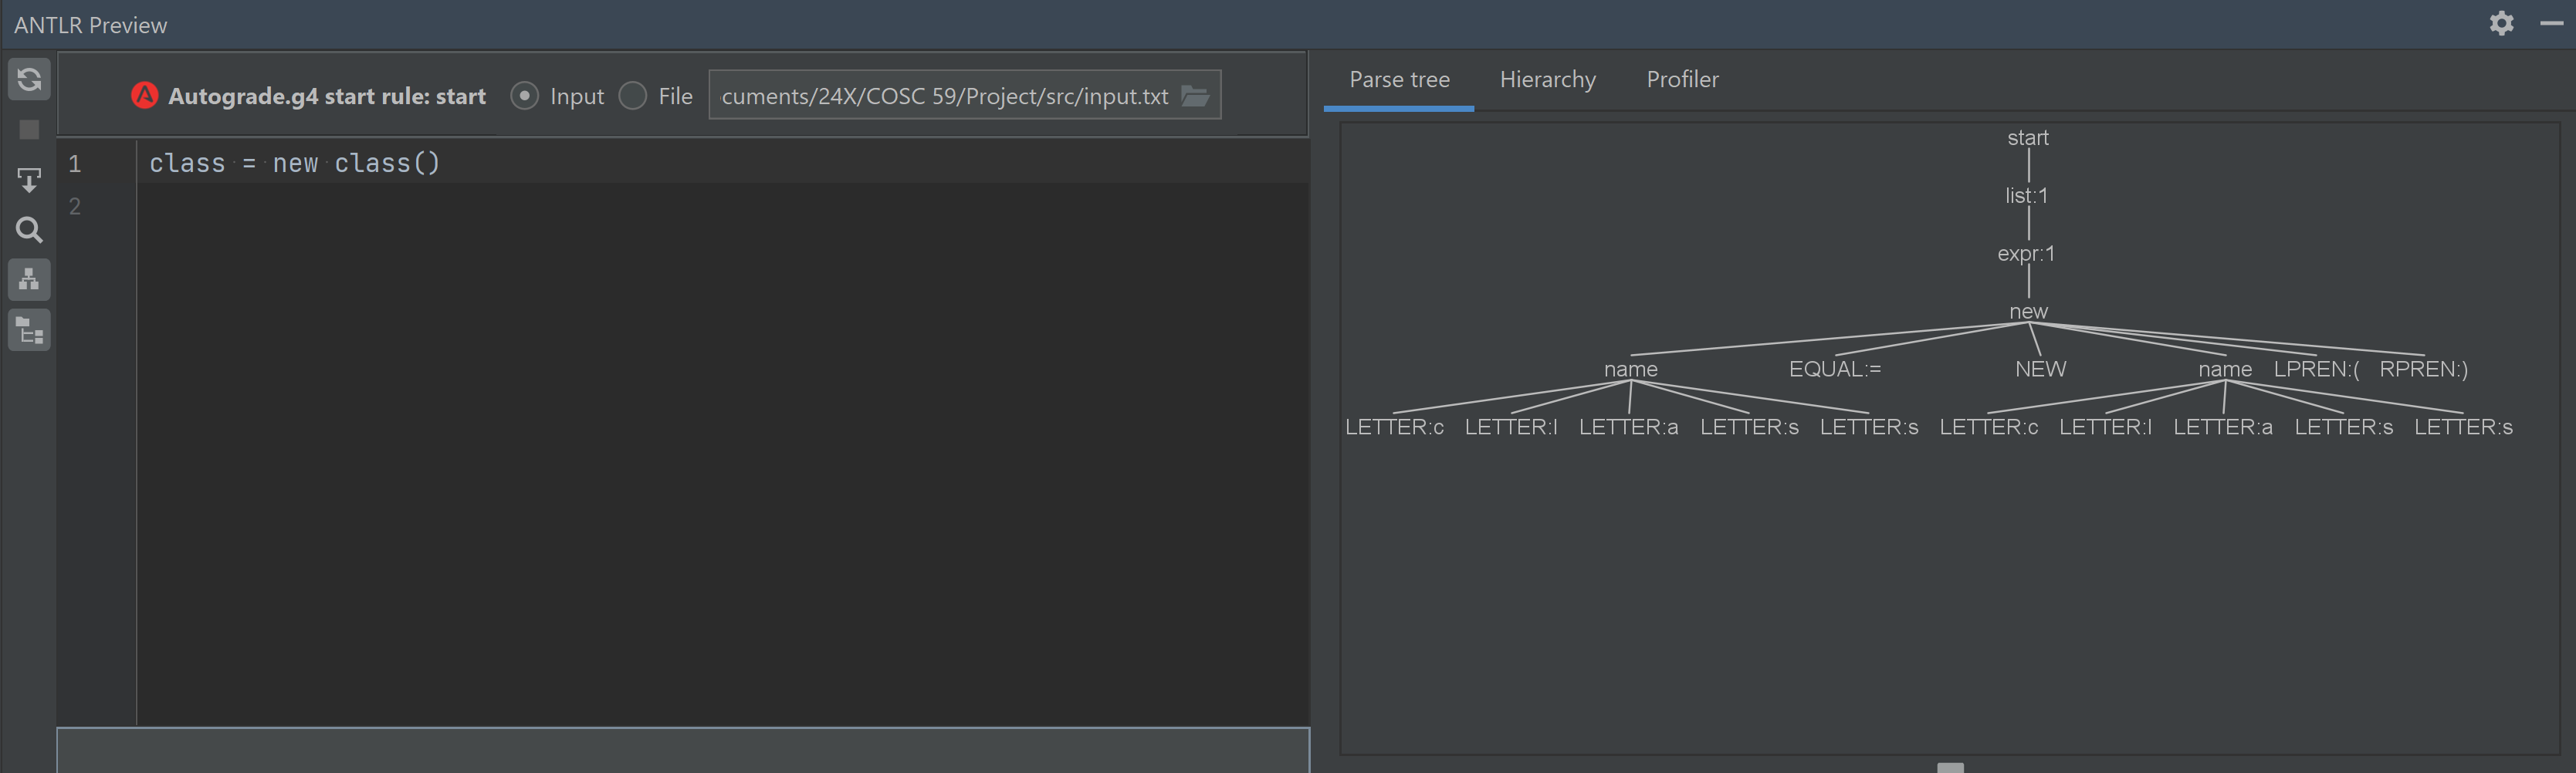 ANTLR Preview
Autograde.g4 start rule: start Input File cuments/24X/COSC 59/Project/src/input.txt
1 class = new class()
2
Parse tree Hierarchy Profiler
start
list:1
expr:1
new
name EQUAL:= NEW name LPREN:( RPREN:)
LETTER:c LETTER:l LETTER:a LETTER:s LETTER:s LETTER:c LETTER:l LETTER:a LETTER:s LETTER:s